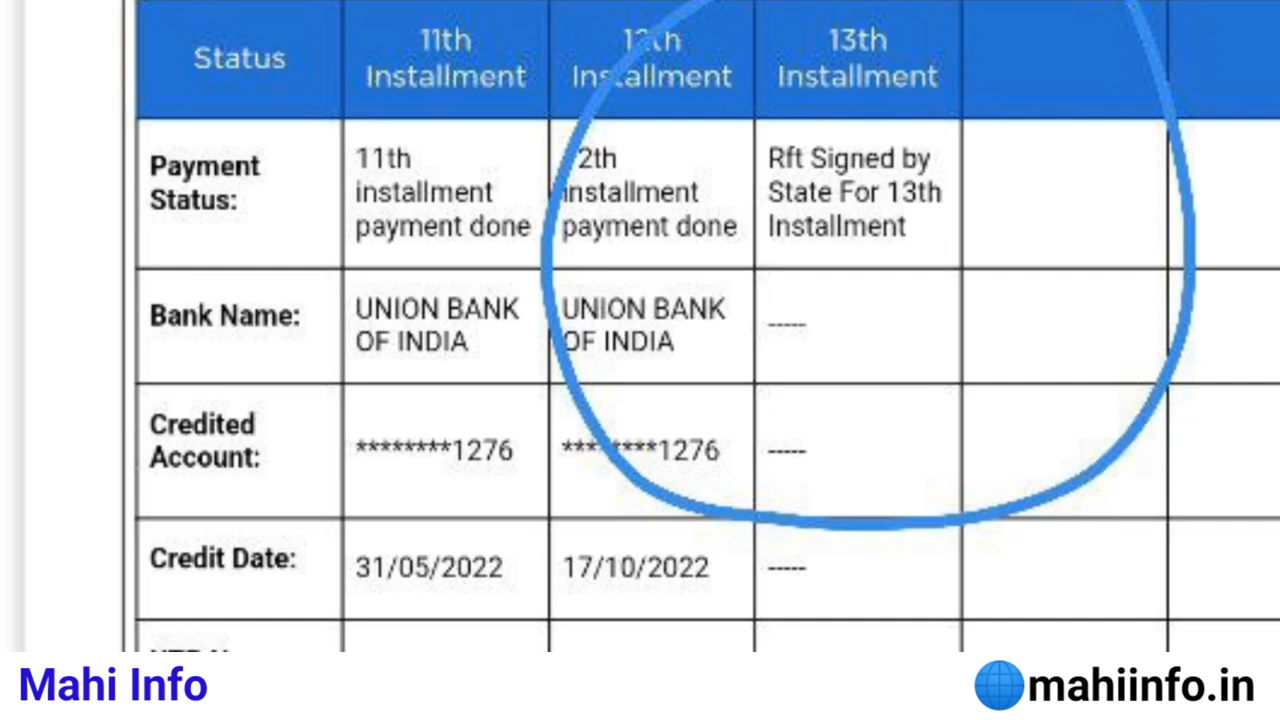 Status
11th
Installment
12th
Installment
13th
Installment
Payment
Status:
11th
installment
payment done
2th
installment
payment done
Rft Signed by
State For 13th
Installment
Bank Name:
UNION BANK
OF INDIA
UNION BANK
OF INDIA
-----
Credited
Account:
********1276
********1276
-----
Credit Date:
31/05/2022
17/10/2022
-----
Mahi Info
mahiinfo.in